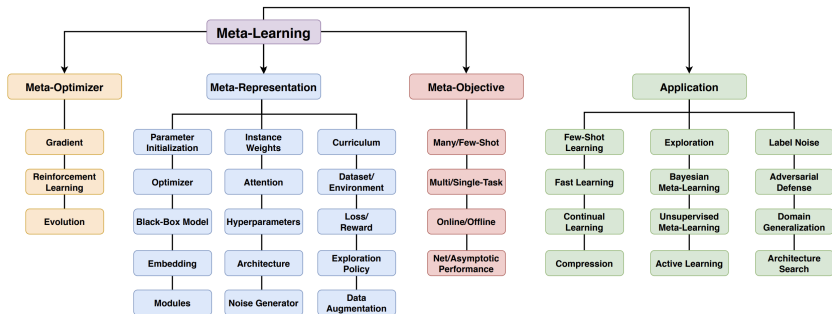 Meta-Learning
Meta-Optimizer
Meta-Representation
Meta-Objective
Application
Gradient
Reinforcement
Learning
Evolution
Parameter
Initialization
Optimizer
Black-Box Model
Embedding
Modules
Instance
Weights
Attention
Hyperparameters
Architecture
Noise Generator
Curriculum
Dataset/
Environment
Loss/
Reward
Exploration
Policy
Data
Augmentation
Many/Few-Shot
Multi/Single-Task
Online/Offline
Net/Asymptotic
Performance
Few-Shot
Learning
Fast Learning
Continual
Learning
Compression
Exploration
Bayesian
Meta-Learning
Unsupervised
Meta-Learning
Active Learning
Label Noise
Adversarial
Defense
Domain
Generalization
Architecture
Search